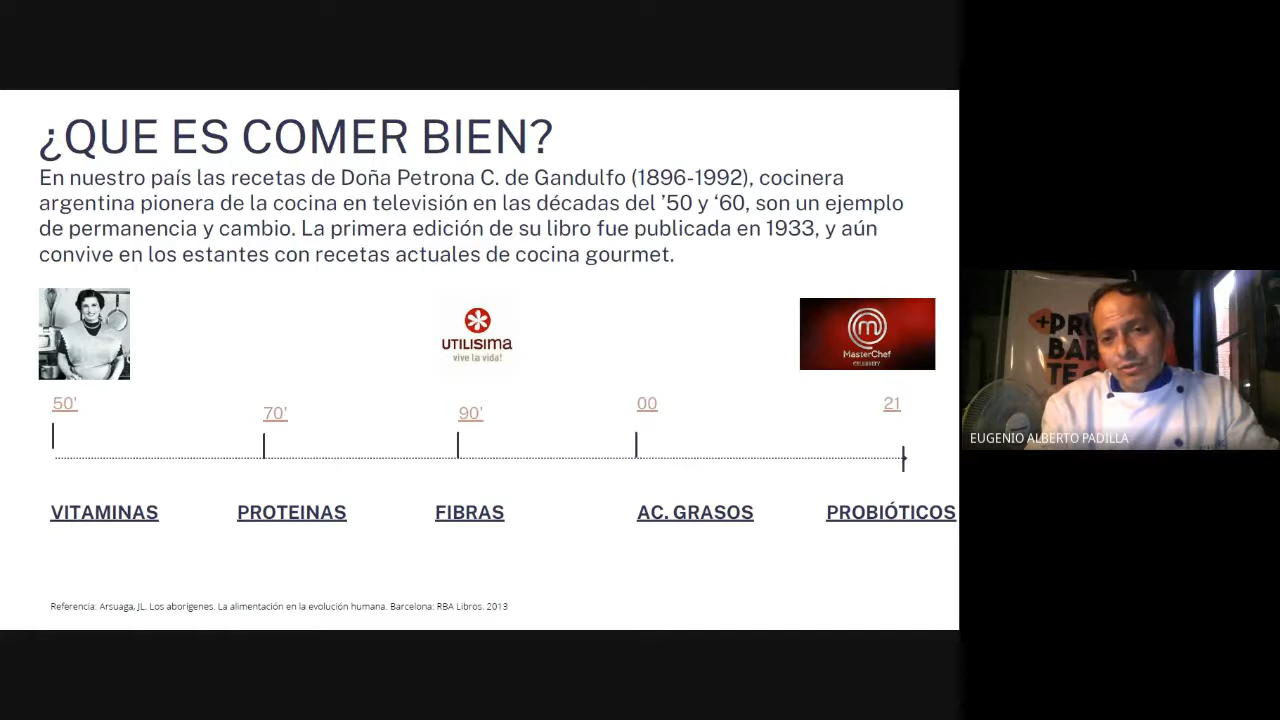 ¿QUE ES COMER BIEN?
En nuestro país las recetas de Doña Petrona C. de Gandulfo (1896-1992), cocinera
argentina pionera de la cocina en televisión en las décadas del ’50 y ‘60, son un ejemplo
de permanencia y cambio. La primera edición de su libro fue publicada en 1933, y aún
convive en los estantes con recetas actuales de cocina gourmet.
UTILISIMA
vive la vida!
m
MasterChef
CELEBRITY
50'
70'
90'
00
21
VITAMINAS
PROTEINAS
FIBRAS
AC. GRASOS
PROBIÓTICOS
Referencia: Arsuaga, JL. Los aborígenes. La alimentación en la evolución humana. Barcelona: RBA Libros. 2013
+PRO
BAR
TE
EUGENIO ALBERTO PADILLA